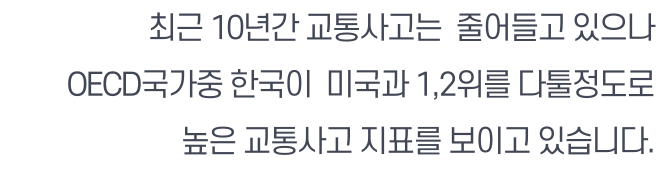 최근 10년간 교통사고는 줄어들고 있으나
OECD국가중 한국이 미국과 1,2위를 다툴정도로
높은 교통사고 지표를 보이고 있습니다.